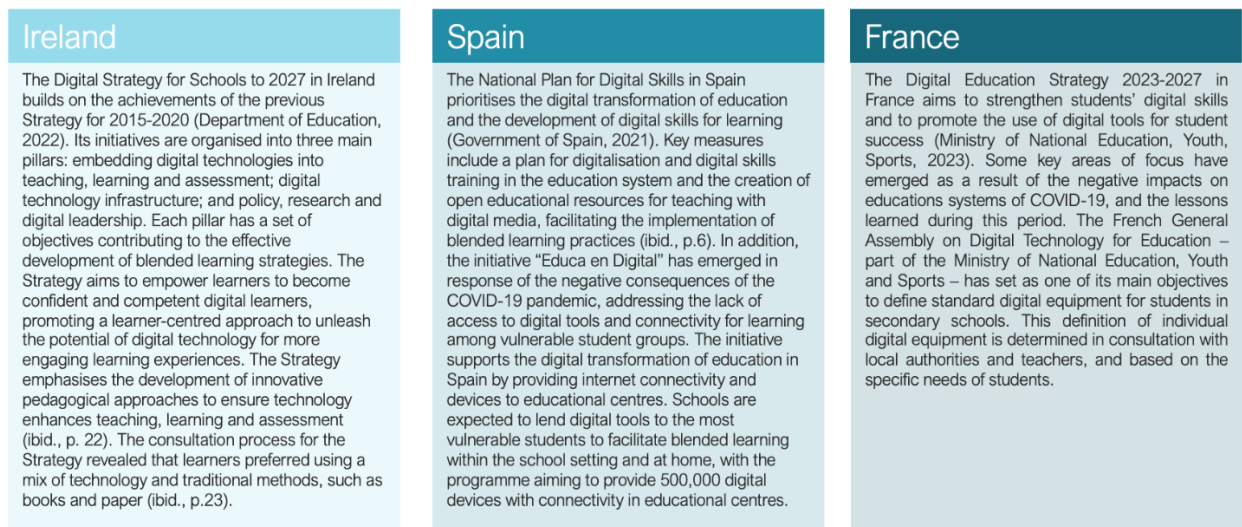 Ireland
The Digital Strategy for Schools to 2027 in Ireland
builds on the achievements of the previous
Strategy for 2015-2020 (Department of Education,
2022). Its initiatives are organised into three main
pillars: embedding digital technologies into
teaching, learning and assessment; digital
technology infrastructure; and policy, research and
digital leadership. Each pillar has a set of
objectives contributing to the effective
development of blended learning strategies. The
Strategy aims to empower learners to become
confident and competent digital learners,
promoting a learner-centred approach to unleash
the potential of digital technology for more
engaging learning experiences. The Strategy
emphasises the development of innovative
pedagogical approaches to ensure technology
enhances teaching, learning and assessment
(ibid., p. 22). The consultation process for the
Strategy revealed that learners preferred using a
mix of technology and traditional methods, such as
books and paper (ibid., p.23).
Spain
The National Plan for Digital Skills in Spain
prioritises the digital transformation of education
and the development of digital skills for learning
(Government of Spain, 2021). Key measures
include a plan for digitalisation and digital skills
training in the education system and the creation of
open educational resources for teaching with
digital media, facilitating the implementation of
blended learning practices (ibid., p.6). In addition,
the initiative “Educa en Digital” has emerged in
response of the negative consequences of the
COVID-19 pandemic, addressing the lack of
access to digital tools and connectivity for learning
among vulnerable student groups. The initiative
supports the digital transformation of education in
Spain by providing internet connectivity and
devices to educational centres. Schools are
expected to lend digital tools to the most
vulnerable students to facilitate blended learning
within the school setting and at home, with the
programme aiming to provide 500,000 digital
devices with connectivity in educational centres.
France
The Digital Education Strategy 2023-2027 in
France aims to strengthen students’ digital skills
and to promote the use of digital tools for student
success (Ministry of National Education, Youth,
Sports, 2023). Some key areas of focus have
emerged as a result of the negative impacts on
educations systems of COVID-19, and the lessons
learned during this period. The French General
Assembly on Digital Technology for Education –
part of the Ministry of National Education, Youth
and Sports – has set as one of its main objectives
to define standard digital equipment for students in
secondary schools. This definition of individual
digital equipment is determined in consultation with
local authorities and teachers, and based on the
specific needs of students.